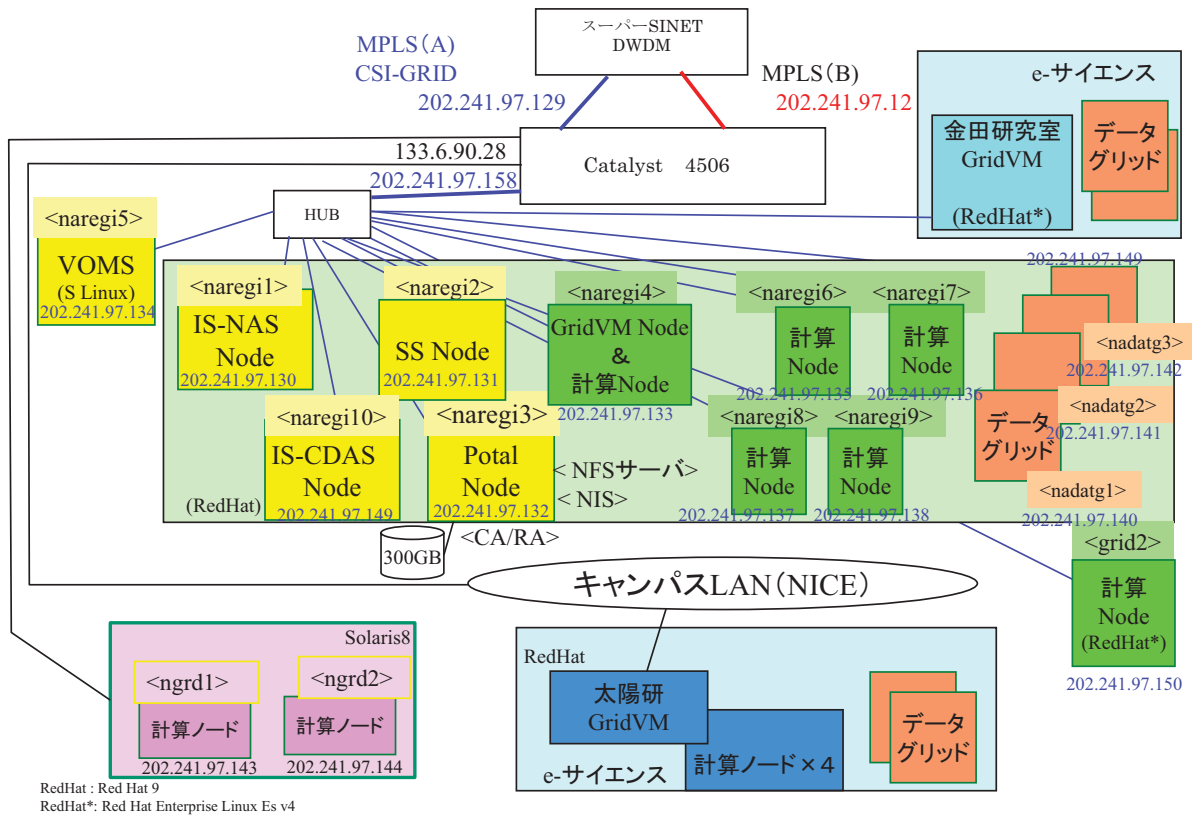 スーパーSINET
DWDM
MPLS(A)
CSI-GRID
202.241.97.129
MPLS(B)
202.241.97.12
e-サイエンス
金田研究室
GridVM
(RedHat*)
データ
グリッド
133.6.90.28
202.241.97.158
Catalyst 4506
HUB
<naregi5>
VOMS
(S Linux)
202.241.97.134
<naregi1>
IS-NAS
Node
202.241.97.130
<naregi2>
SS Node
202.241.97.131
<naregi4>
GridVM Node
&
計算Node
202.241.97.133
<naregi6>
計算
Node
202.241.97.135
<naregi7>
計算
Node
202.241.97.136
202.241.97.149
<nadatg3>
202.241.97.142
<nadatg2>
202.241.97.141
データ
グリッド
<nadatg1>
202.241.97.140
<naregi10>
IS-CDAS
Node
202.241.97.149
(RedHat)
<naregi3>
Potal
Node
202.241.97.132
< NFSサーバ>
< NIS>
<CA/RA>
300GB
<naregi8>
計算
Node
202.241.97.137
<naregi9>
計算
Node
202.241.97.138
<grid2>
計算
Node
(RedHat*)
202.241.97.150
キャンパスLAN(NICE)
Solaris8
<ngrd1>
計算ノード
202.241.97.143
<ngrd2>
計算ノード
202.241.97.144
RedHat
太陽研
GridVM
計算ノード×4
e-サイエンス
データ
グリッド
RedHat : Red Hat 9
RedHat*: Red Hat Enterprise Linux Es v4